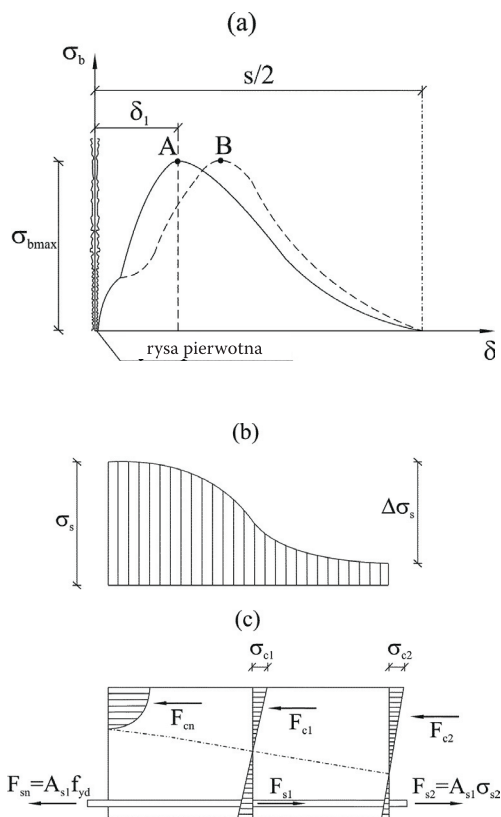 (a)
σb
s/2
δ1
A B
σbmax
rysa pierwotna
δ
(b)
σs
Δσs
(c)
σc1
σc2
Fcn
Fc1
Fc2
Fsn=As1fyd
Fs1
Fs2=As1σs2